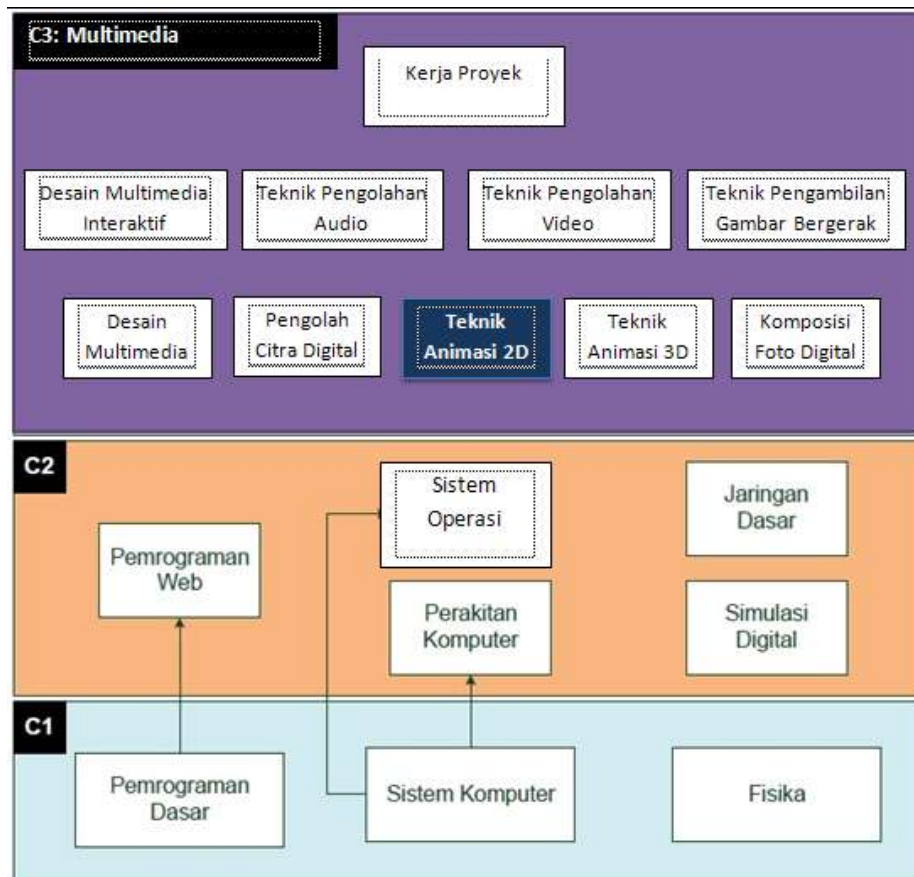 C3: Multimedia
Kerja Proyek
Desain Multimedia
Interaktif
Teknik Pengolahan
Audio
Teknik Pengolahan
Video
Teknik Pengambilan
Gambar Bergerak
Desain
Multimedia
Pengolah
Citra Digital
Teknik
Animasi 2D
Teknik
Animasi 3D
Komposisi
Foto Digital
C2
Sistem
Operasi
Jaringan
Dasar
Pemrograman
Web
Perakitan
Komputer
Simulasi
Digital
C1
Pemrograman
Dasar
Sistem Komputer
Fisika